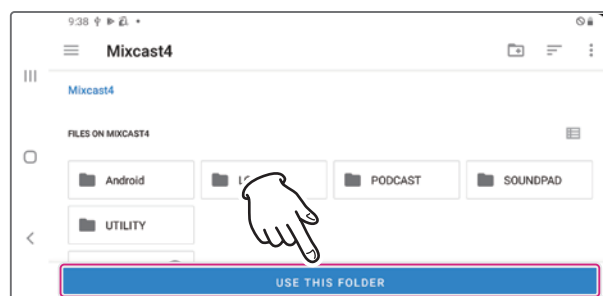 9:38
Mixcast4
Mixcast4
FILES ON MIXCAST4
Android
PODCAST
SOUNDPAD
UTILITY
USE THIS FOLDER